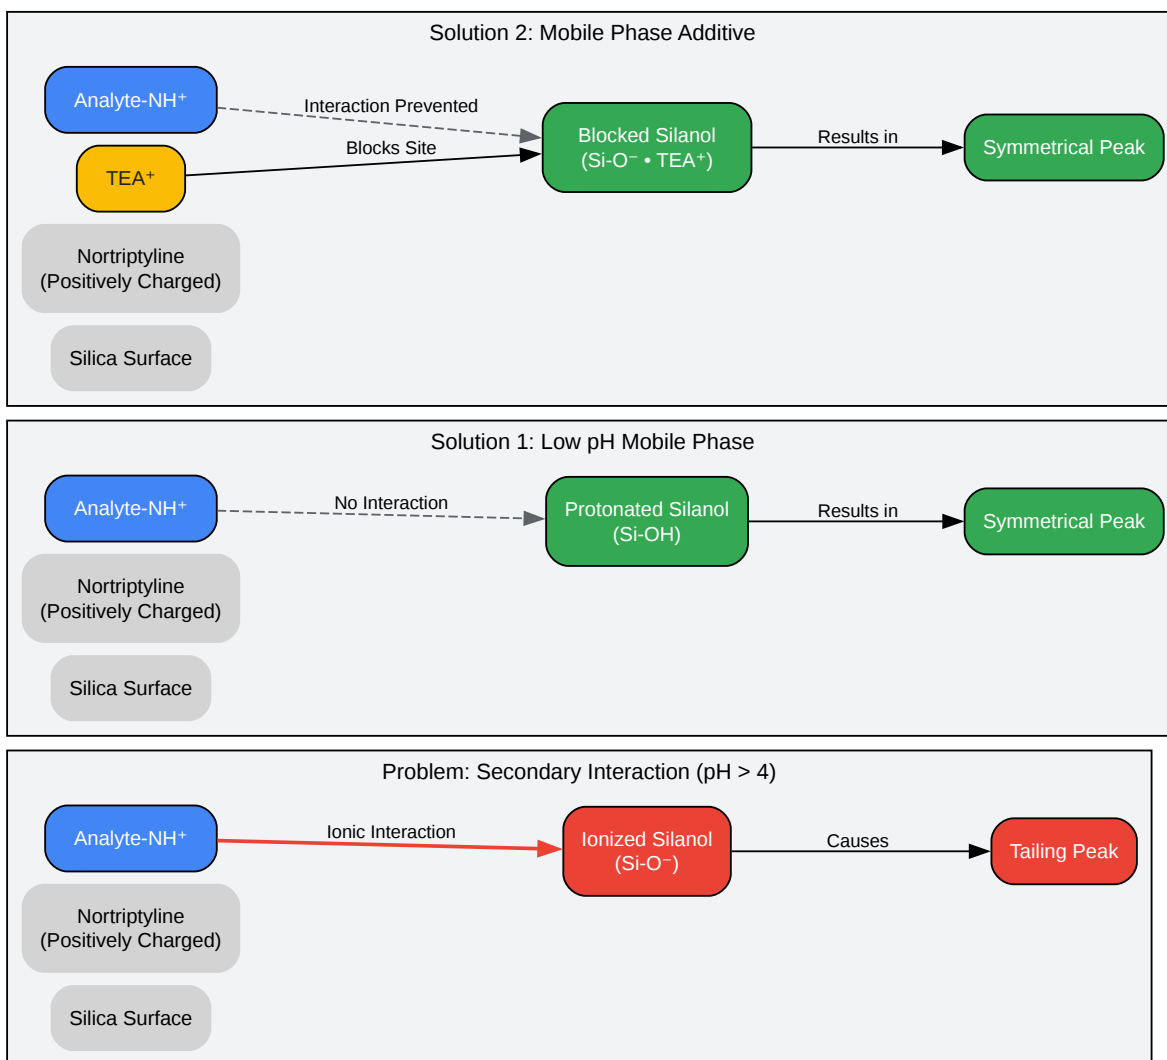 Solution 2: Mobile Phase Additive
Analyte-NH⁺
Interaction Prevented
Blocks Site
TEA⁺
Blocked Silanol
(Si-O⁻ • TEA⁺)
Results in
Symmetrical Peak
Nortriptyline
(Positively Charged)
Silica Surface
Solution 1: Low pH Mobile Phase
Analyte-NH⁺
No Interaction
Protonated Silanol
(Si-OH)
Results in
Symmetrical Peak
Nortriptyline
(Positively Charged)
Silica Surface
Problem: Secondary Interaction (pH > 4)
Analyte-NH⁺
Ionic Interaction
Ionized Silanol
(Si-O⁻)
Causes
Tailing Peak
Nortriptyline
(Positively Charged)
Silica Surface